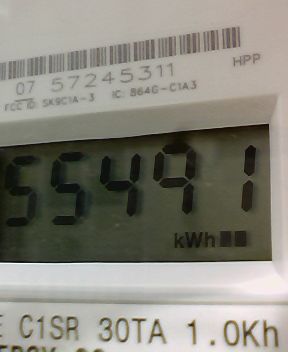 07 57245311
HPP
FCC ID: SK9C1A-3 IC: 864G-C1A3
55491
kWh
C1SR 30TA 1.0Kh